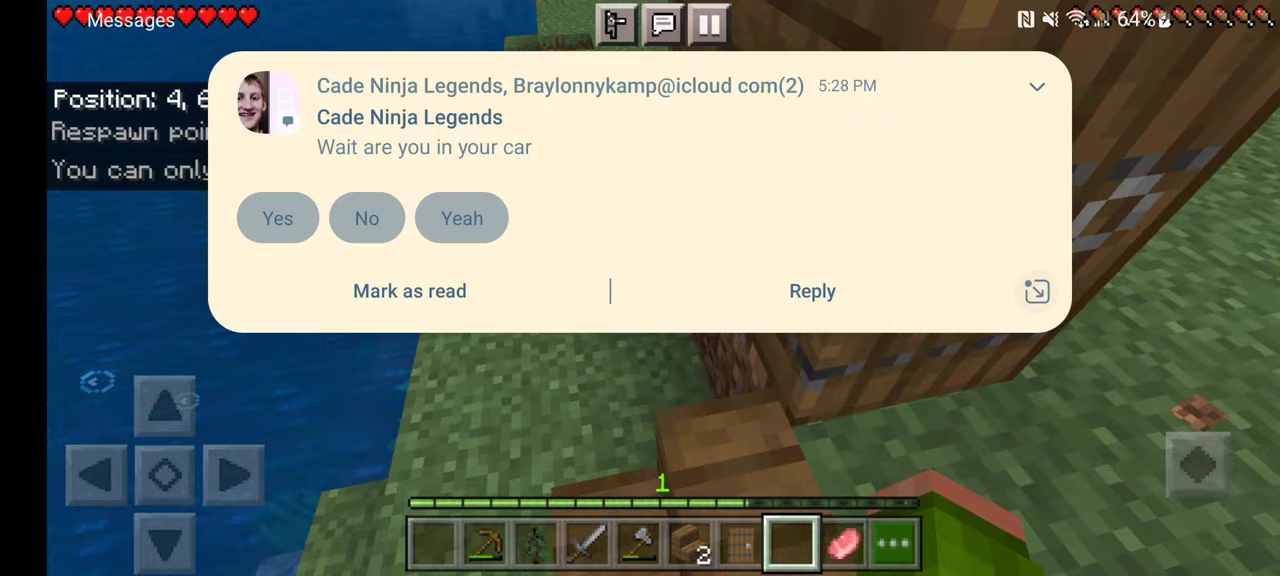 Messages
64%
Position: 4, 6
Respawn poi
You can only
Cade Ninja Legends, Braylonnykamp@icloud com(2) 5:28 PM
Cade Ninja Legends
Wait are you in your car
Yes No Yeah
Mark as read | Reply
1
2